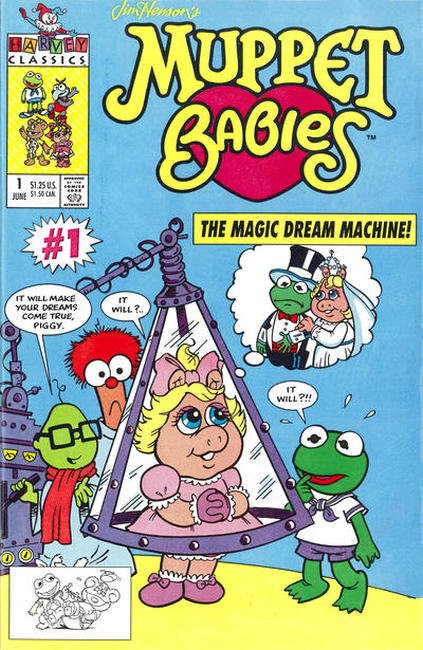 Jim Henson's
MUPPET
BABIES
TM
HARVEY
CLASSICS
1
JUNE
$1.25 U.S.
$1.50 CAN.
APPROVED
BY THE
COMICS
CODE
AUTHORITY
THE MAGIC DREAM MACHINE!
#1
IT WILL MAKE
YOUR DREAMS
COME TRUE,
PIGGY.
IT
WILL?..
IT
WILL?!!